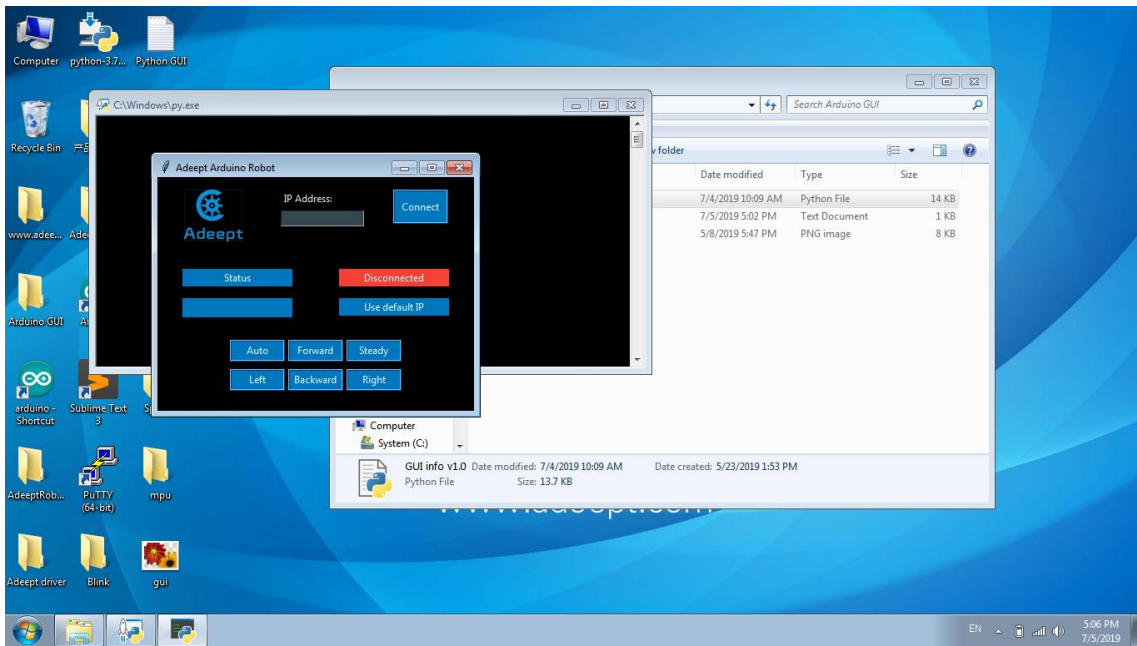 Computer python-3.7... Python GUI
Recycle Bin
www.adee... Ade
Arduino GUI
arduino - Shortcut
Sublime Text 3
AdeeptRob...
PuTTY (64-bit)
mpu
Adeept driver
Blink
gui
C:\Windows\py.exe
Adeept Arduino Robot
Adeept
IP Address:
Connect
Status Disconnected
Use default IP
Auto Forward Steady
Left Backward Right
Search Arduino GUI
v folder
Date modified Type Size
7/4/2019 10:09 AM Python File 14 KB
7/5/2019 5:02 PM Text Document 1 KB
5/8/2019 5:47 PM PNG image 8 KB
Computer
System (C:)
GUI info v1.0 Date modified: 7/4/2019 10:09 AM Date created: 5/23/2019 1:53 PM
Python File Size: 13.7 KB
EN
5:06 PM
7/5/2019